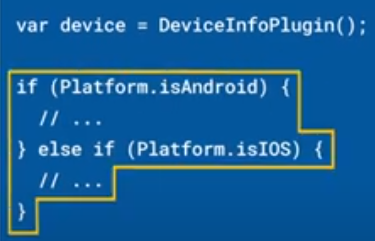 var device = DeviceInfoPlugin();
if (Platform.isAndroid) {
// ...
} else if (Platform.isIOS) {
// ...
}